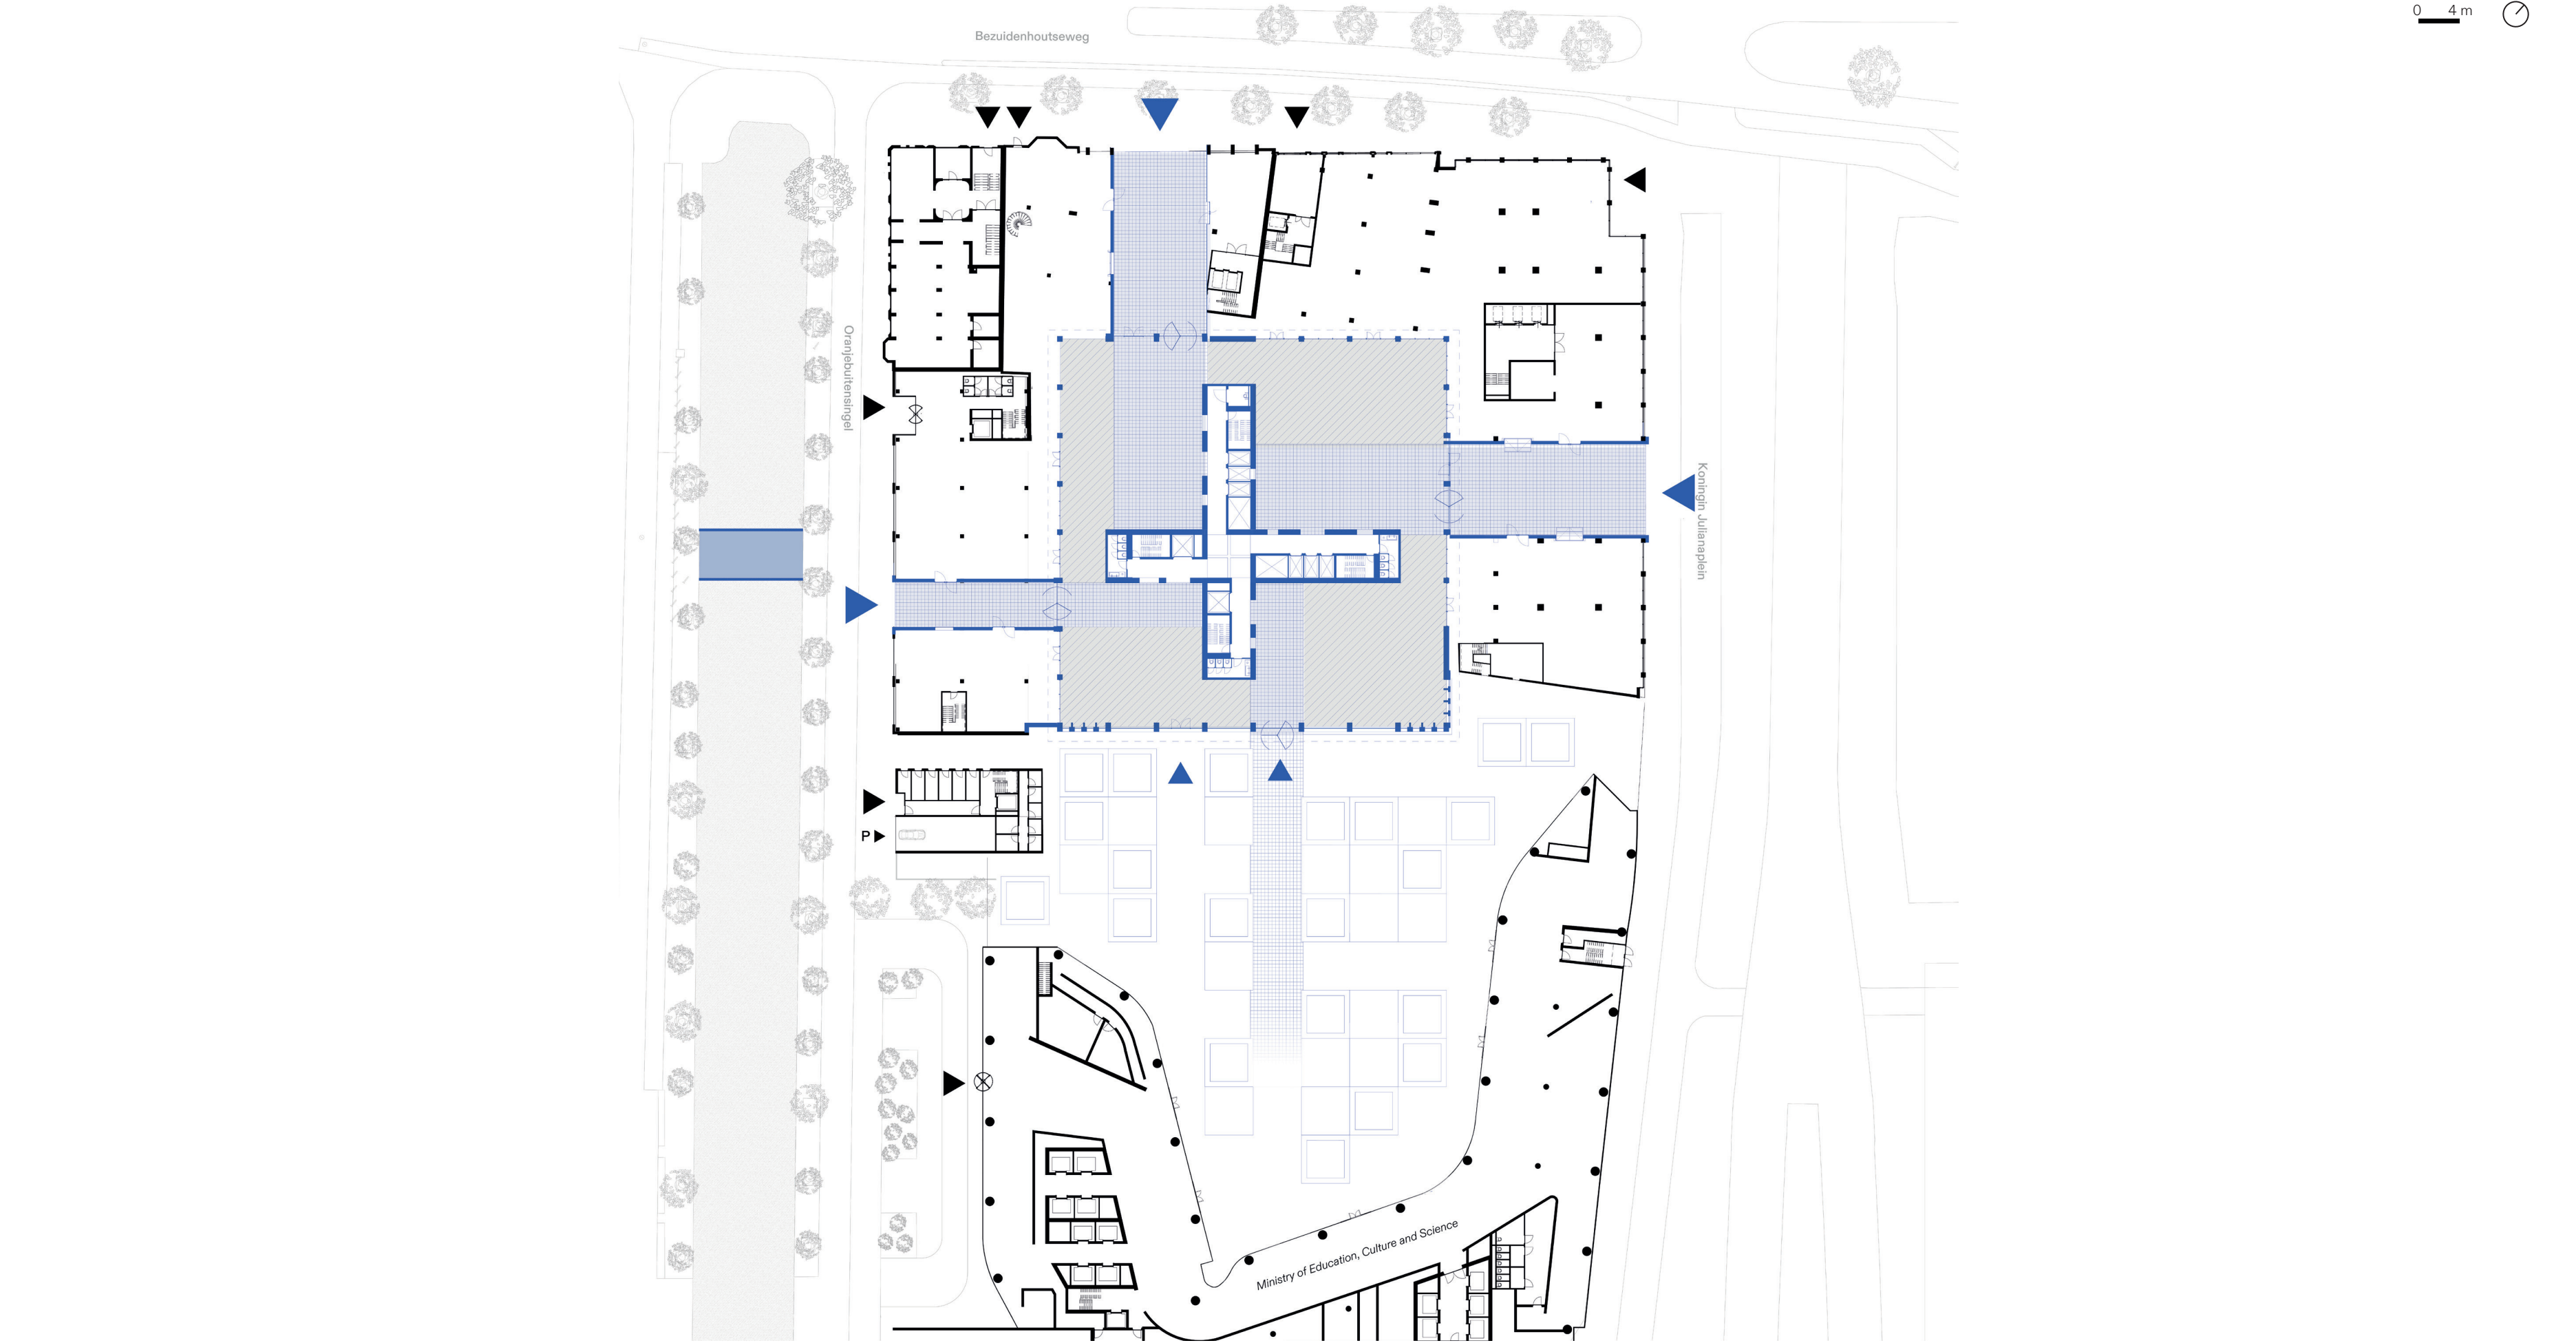 0 4 m
Bezuidenhoutseweg
Oranjebuitensingel
Koningin Julianaplein
P
Ministry of Education, Culture and Science